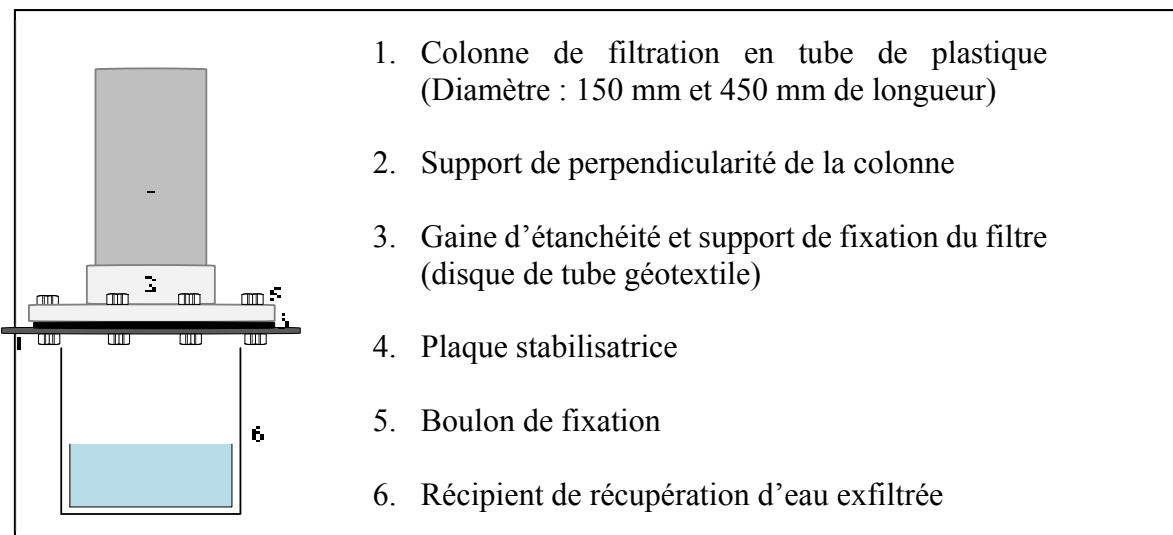 1. Colonne de filtration en tube de plastique
(Diamètre : 150 mm et 450 mm de longueur)
2. Support de perpendicularité de la colonne
3. Gaine d’étanchéité et support de fixation du filtre
(disque de tube géotextile)
4. Plaque stabilisatrice
5. Boulon de fixation
6. Récipient de récupération d’eau exfiltrée
6